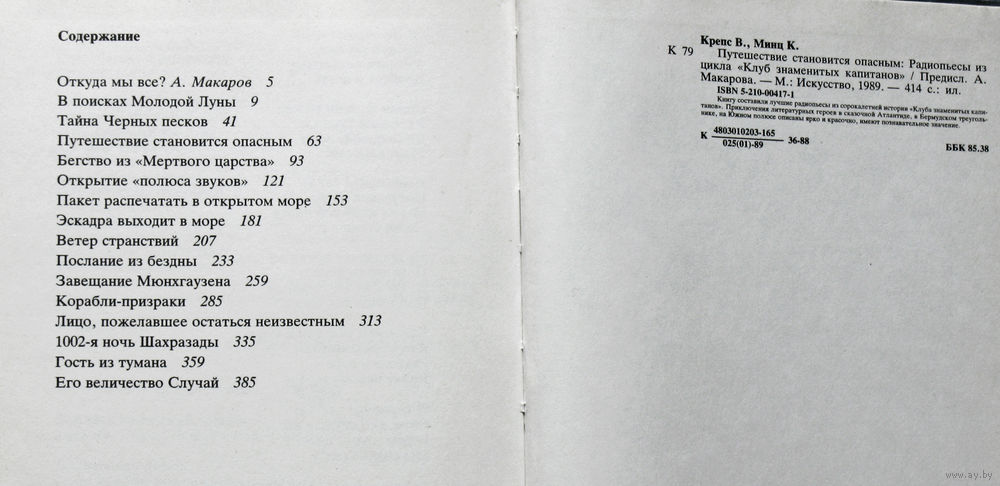 Содержание
Откуда мы все? А. Макаров 5
В поисках Молодой Луны 9
Тайна Черных песков 41
Путешествие становится опасным 63
Бегство из «Мертвого царства» 93
Открытие «полюса звуков» 121
Пакет распечатать в открытом море 153
Эскадра выходит в море 181
Ветер странствий 207
Послание из бездны 233
Завещание Мюнхгаузена 259
Корабли-призраки 285
Лицо, пожелавшее остаться неизвестным 313
1002-я ночь Шахразады 335
Гость из тумана 359
Его величество Случай 385
Крепс В., Минц К.
К 79 Путешествие становится опасным: Радиопьесы из
цикла «Клуб знаменитых капитанов» / Предисл. А.
Макарова. — М.: Искусство, 1989. — 414 с.: ил.
ISBN 5-210-00417-1
Книгу составили лучшие радиопьесы из сорокалетней истории «Клуба знаменитых капи-
танов». Приключения литературных героев в сказочной Атлантиде, в Бермудском треуголь-
нике, на Южном полюсе описаны ярко и красочно, имеют познавательное значение.
К 4803010203-165 36-88
025(01)-89
ББК 85.38
www.ay.by